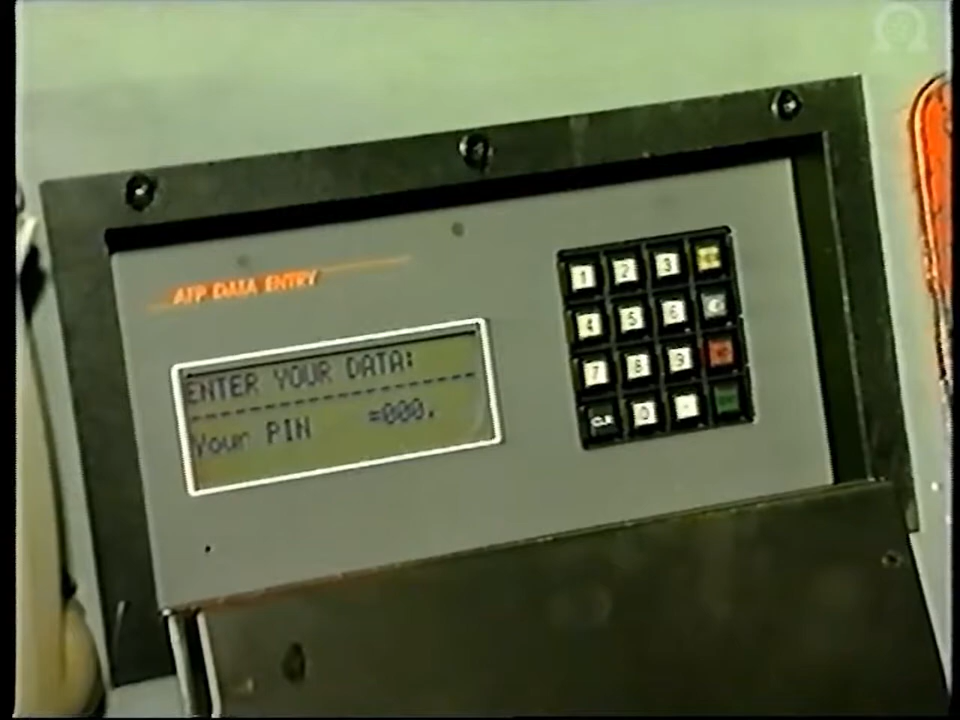 ATP DATA ENTRY
ENTER YOUR DATA:
--------------------
Your PIN =000.
1 2 3
4 5 6
7 8 9
CLR 0